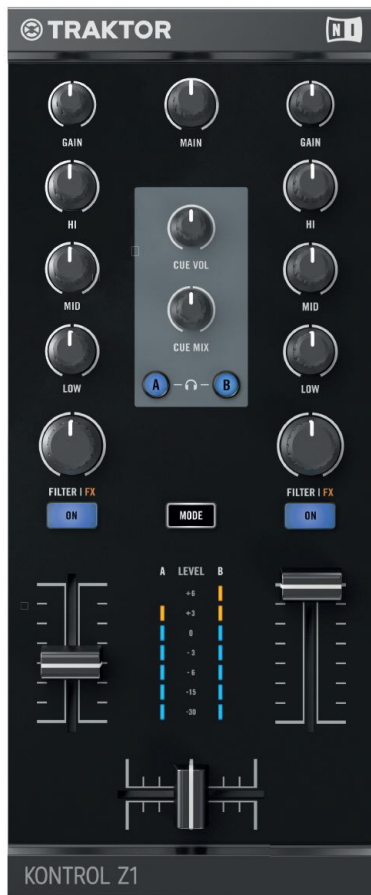 TRAKTOR NI
GAIN MAIN GAIN
HI HI
CUE VOL
MID MID
CUE MIX
LOW LOW
A B
FILTER | FX FILTER | FX
ON MODE ON
A LEVEL B
+6
+3
0
-3
-6
-15
-30
KONTROL Z1